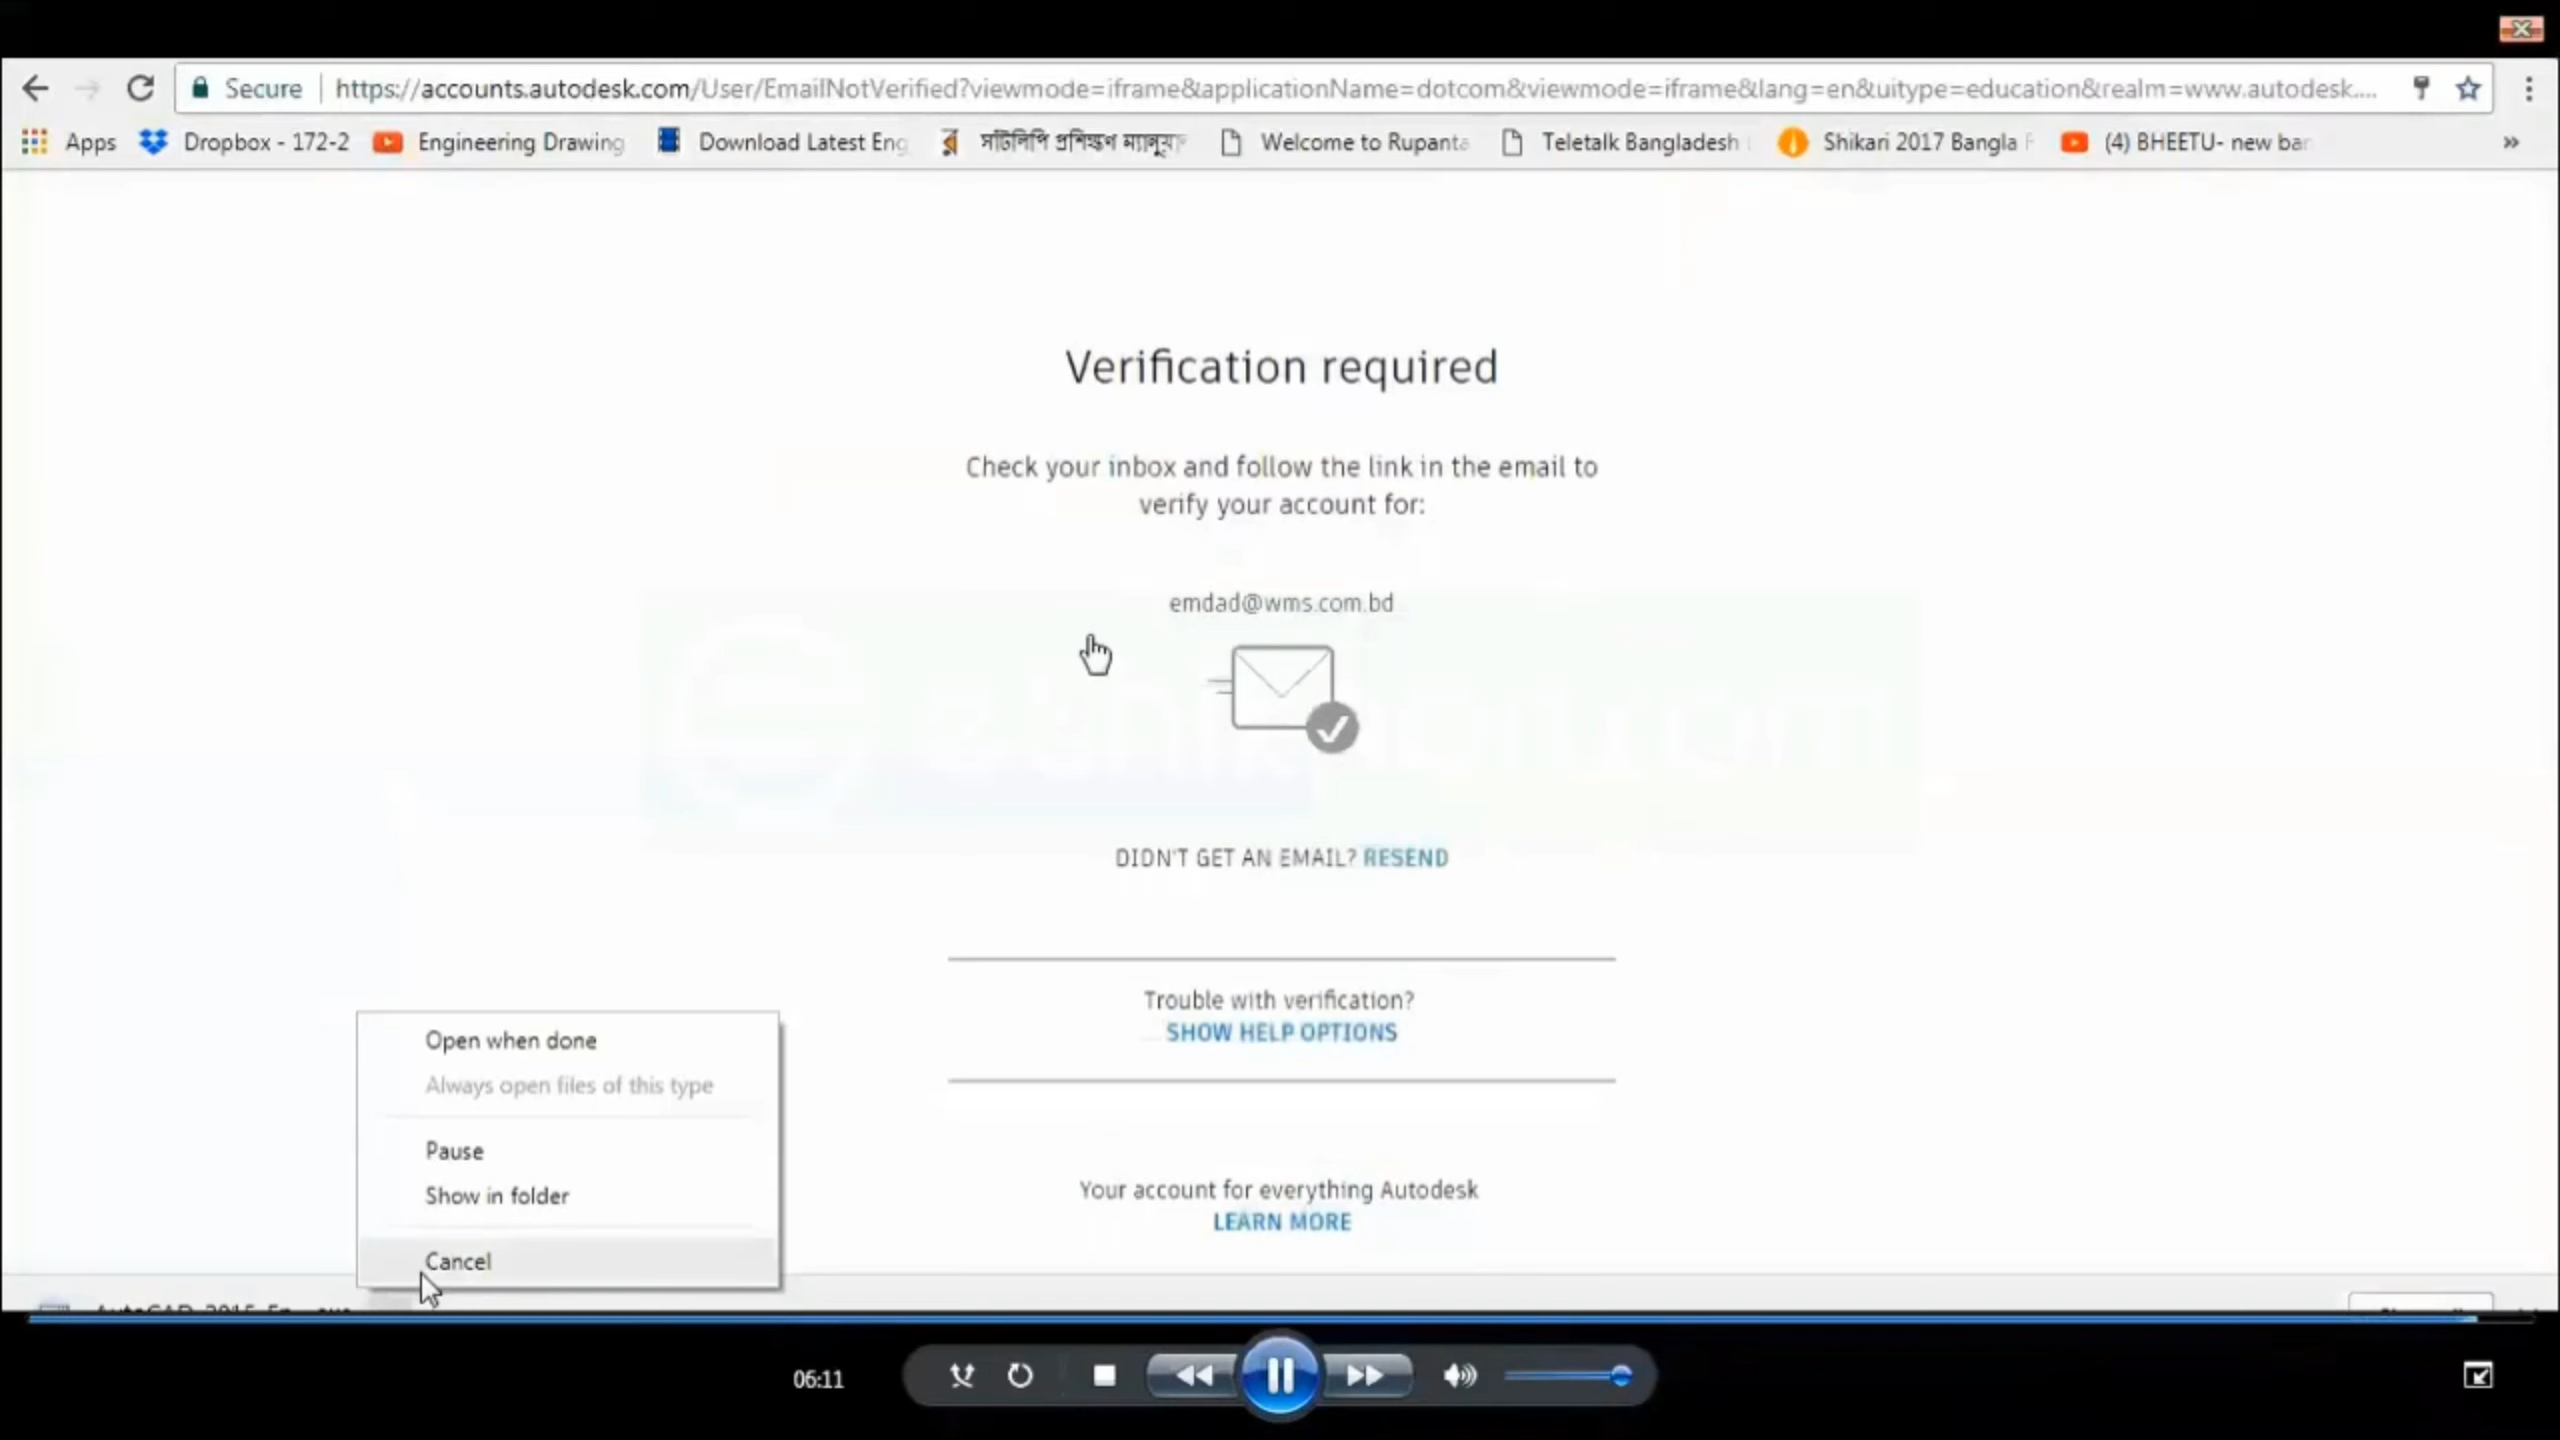 Secure https://accounts.autodesk.com/User/EmailNotVerified?viewmode=iframe&applicationName=dotcom&viewmode=iframe&lang=en&uitype=education&realm=www.autodesk....
Apps Dropbox - 172-2 Engineering Drawing Download Latest Eng সাঁটলিপি প্রশিক্ষণ ম্যানুয়া Welcome to Rupanta Teletalk Bangladesh Shikari 2017 Bangla F (4) BHEETU- new ban »
Verification required
Check your inbox and follow the link in the email to
verify your account for:
emdad@wms.com.bd
DIDN'T GET AN EMAIL? RESEND
Trouble with verification?
SHOW HELP OPTIONS
Your account for everything Autodesk
LEARN MORE
Open when done
Always open files of this type
Pause
Show in folder
Cancel
06:11